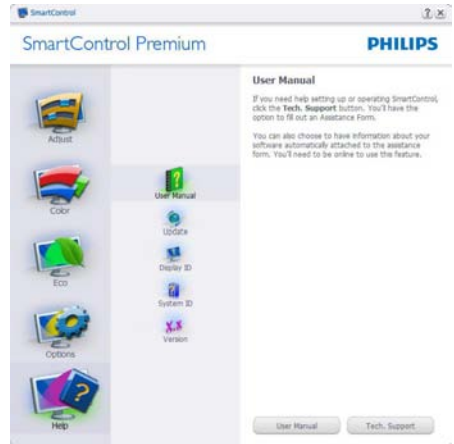 SmartControl
? X
SmartControl Premium
PHILIPS
Adjust
Color
Eco
Options
Help
User Manual
Update
Display ID
System ID
X.X
Version
User Manual
If you need help setting up or operating SmartControl,
click the Tech. Support button. You'll have the
option to fill out an Assistance Form.
You can also choose to have information about your
software automatically attached to the assistance
form. You'll need to be online to use the feature.
User Manual
Tech. Support